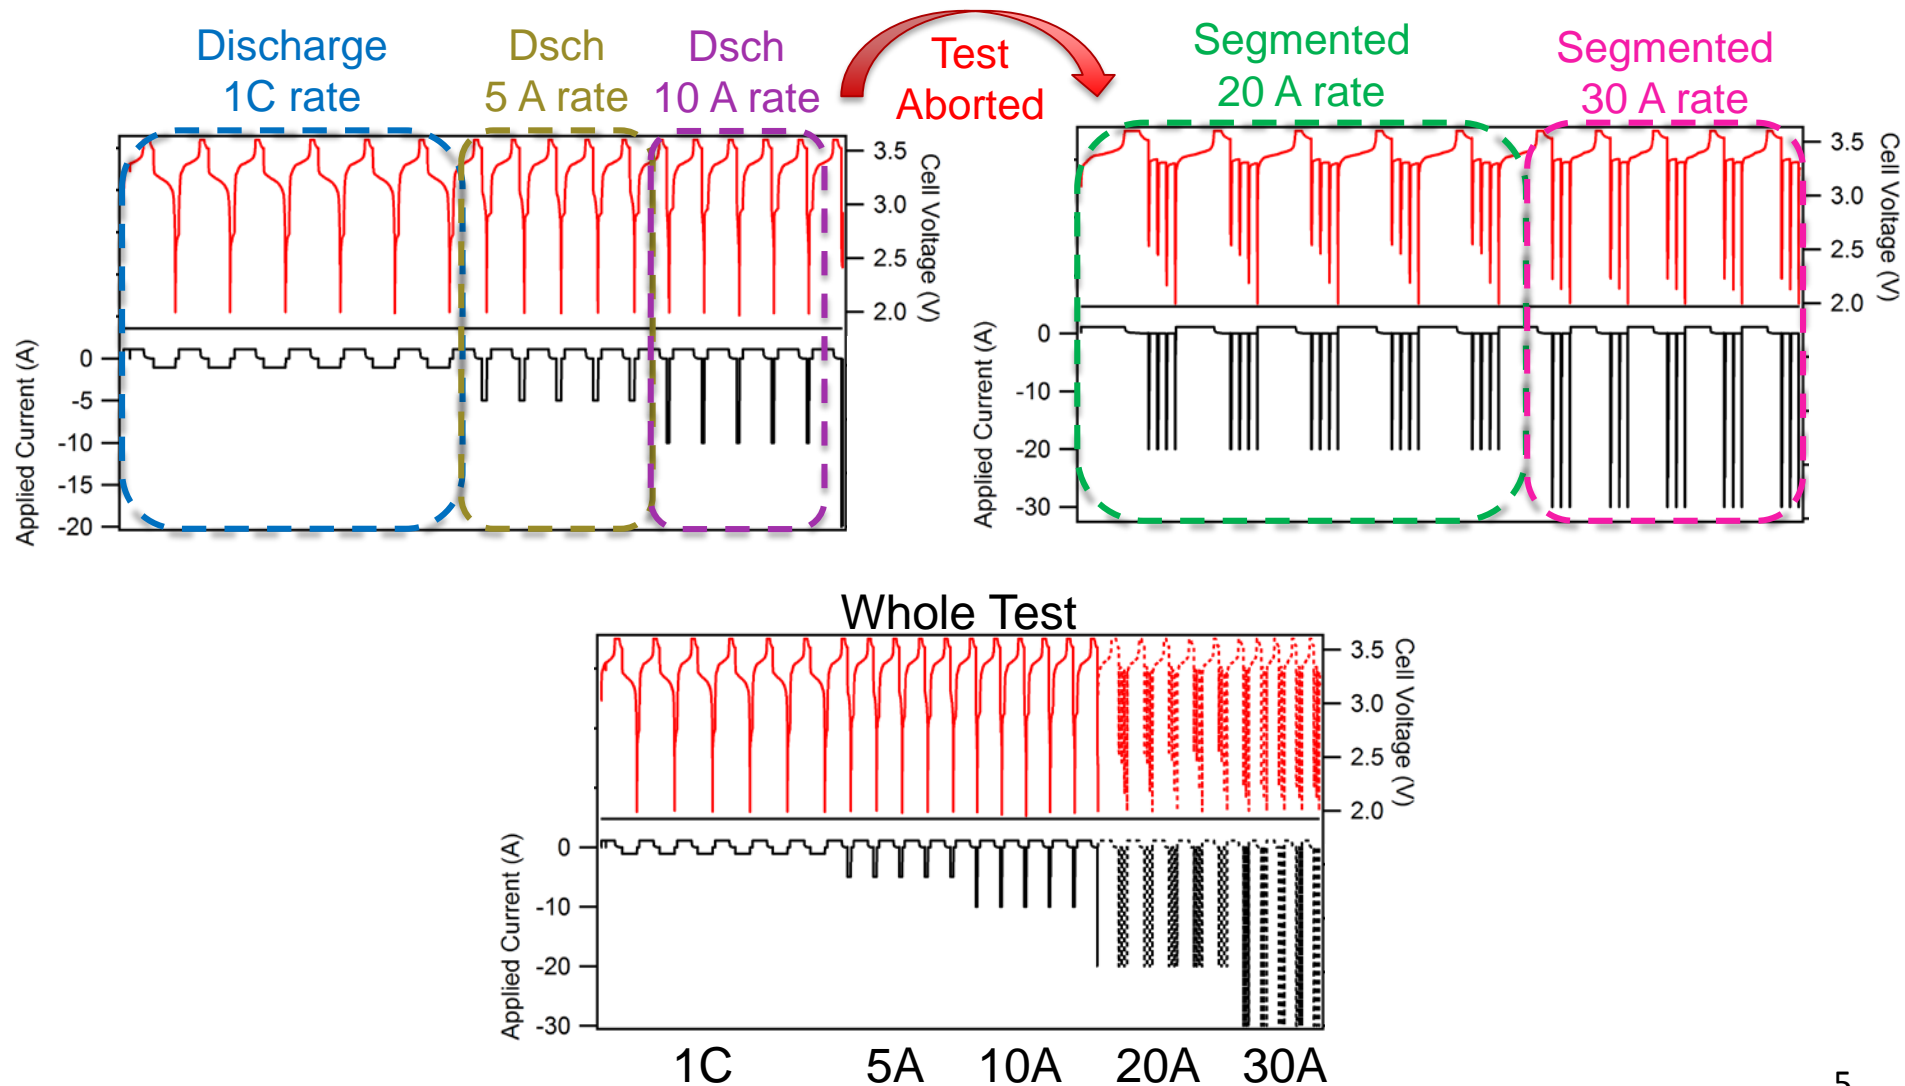 Discharge
1C rate
Dsch
5 A rate
Dsch
10 A rate
Test
Aborted
Segmented
20 A rate
Segmented
30 A rate
3.5
3.0
2.5
2.0
Cell Voltage (V)
0
-5
-10
-15
-20
Applied Current (A)
3.5
3.0
2.5
2.0
Cell Voltage (V)
0
-10
-20
-30
Applied Current (A)
Whole Test
3.5
3.0
2.5
2.0
Cell Voltage (V)
0
-10
-20
-30
Applied Current (A)
1C 5A 10A 20A 30A
5